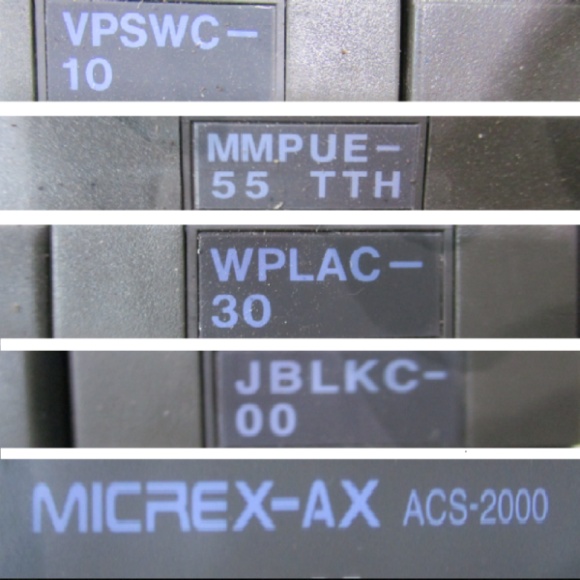 VPSWC-
10
MMPUE-
55 TTH
WPLAC-
30
JBLKC-
00
MICREX-AX ACS-2000